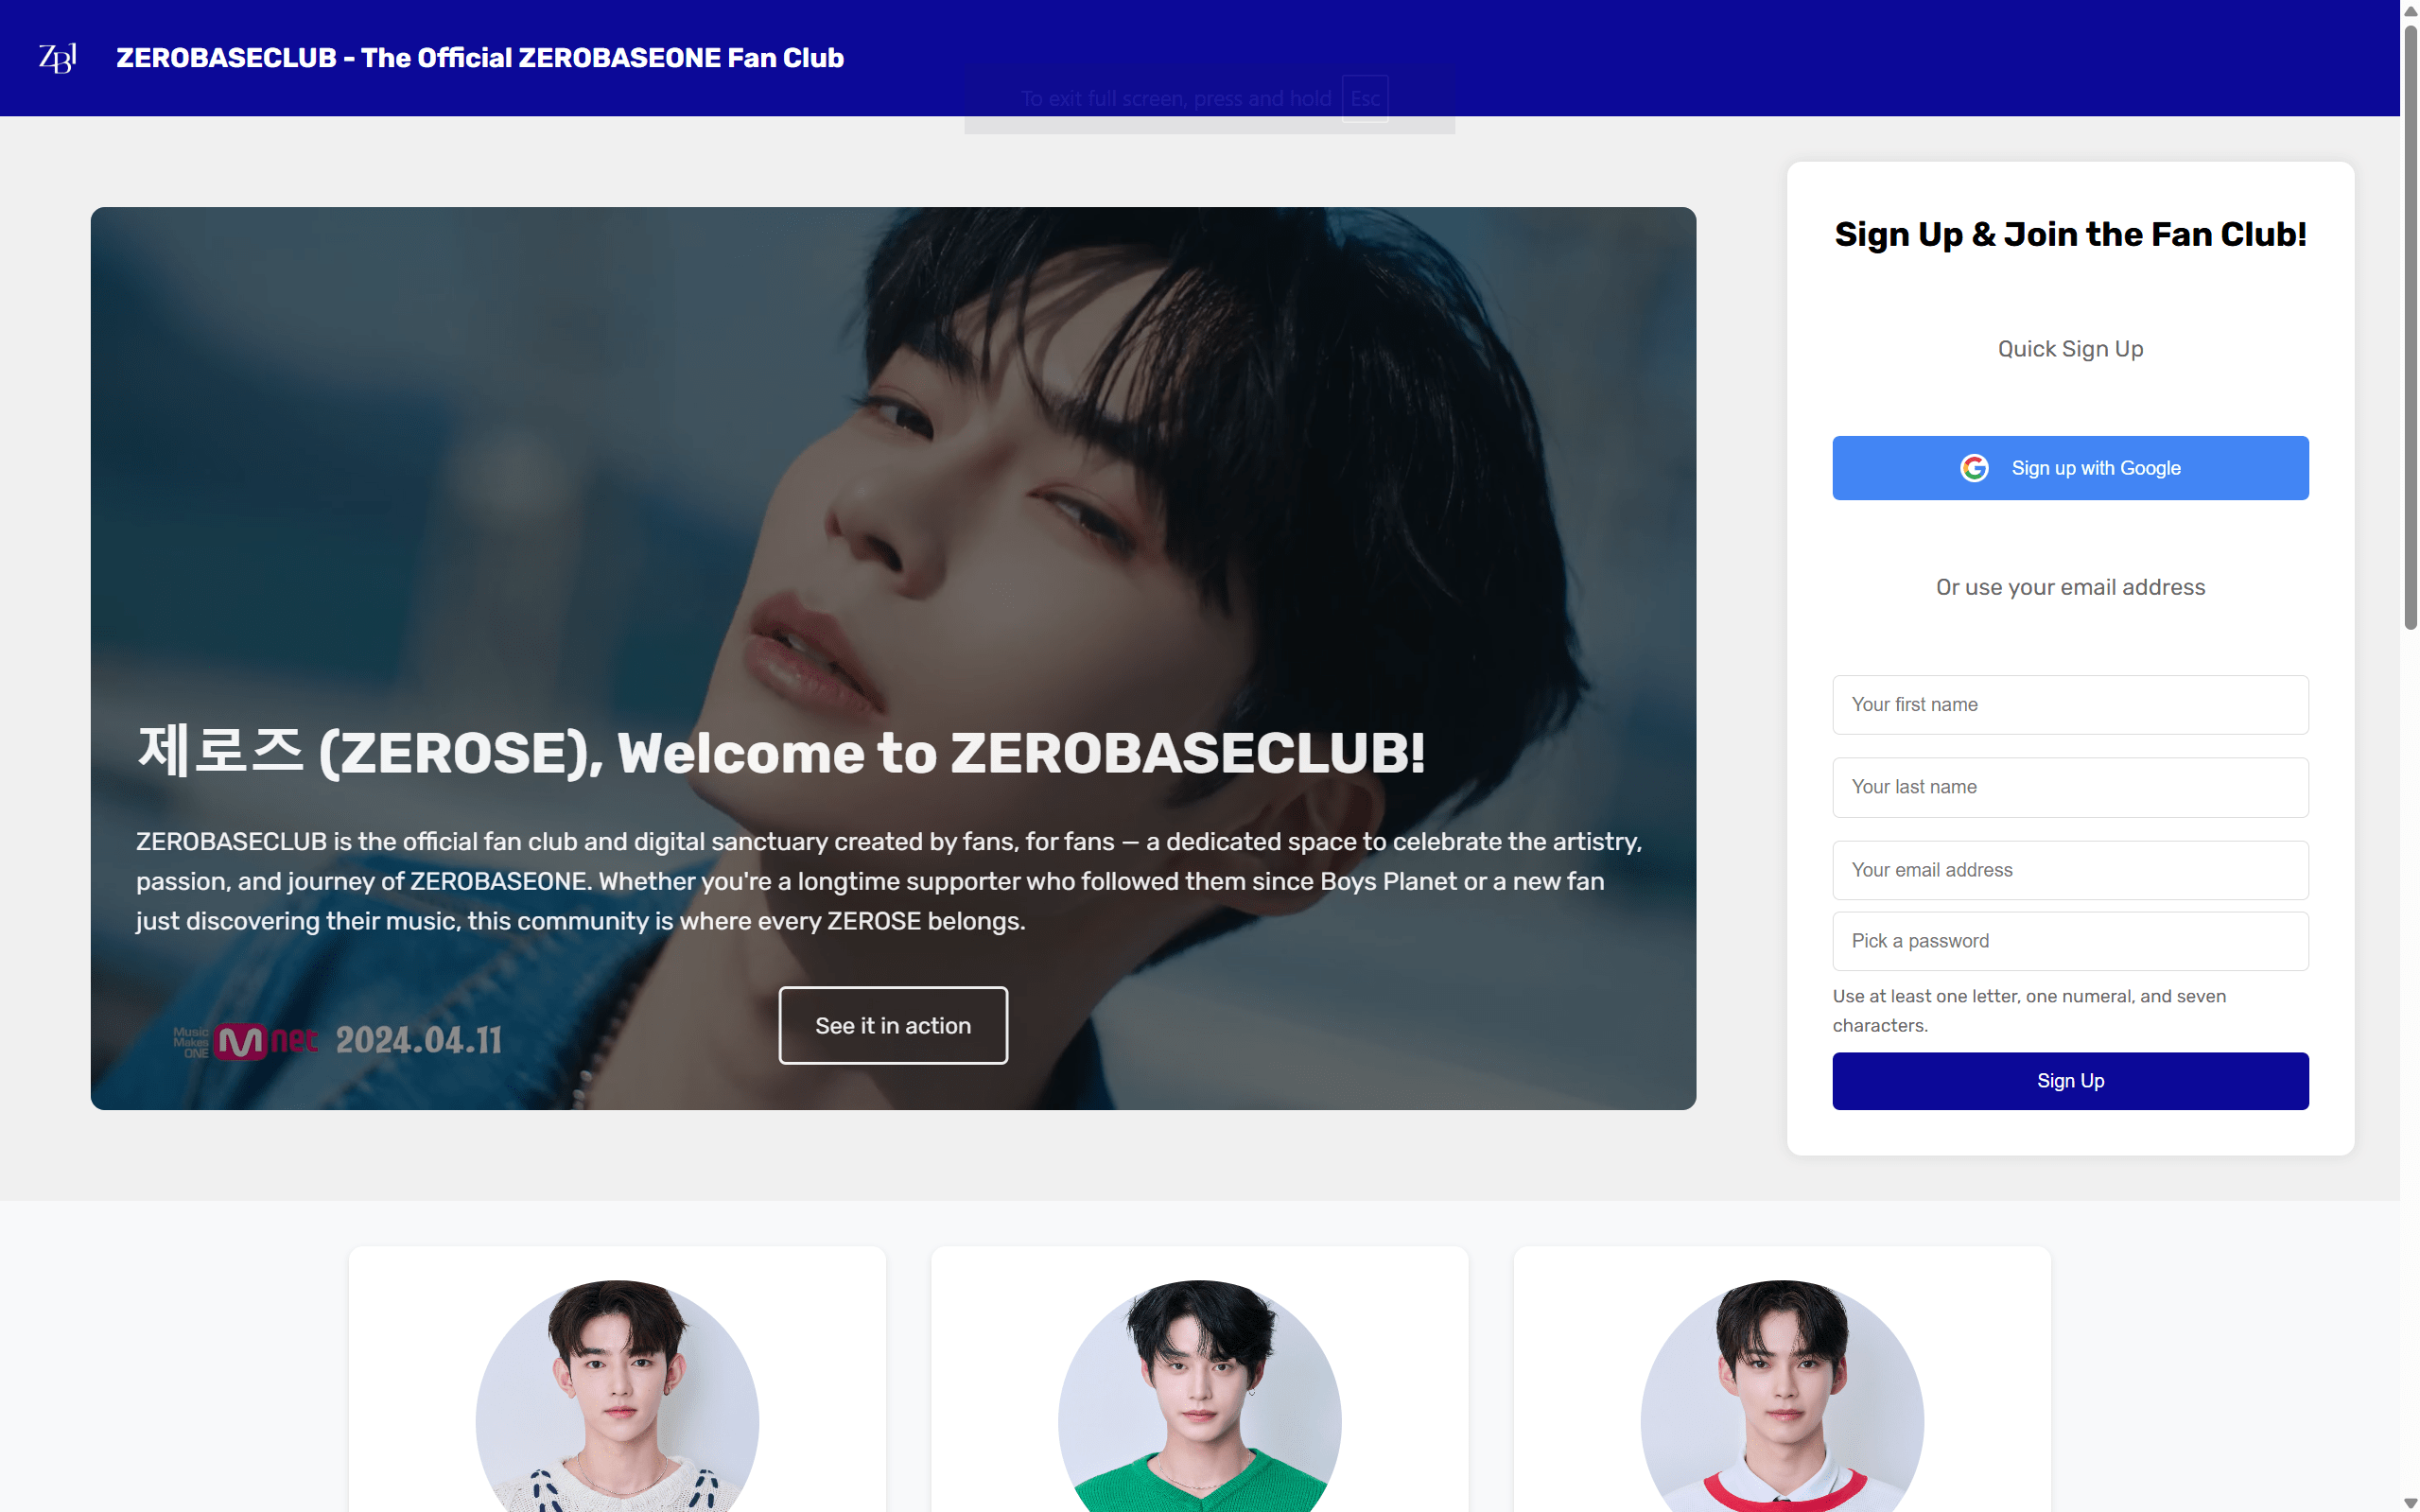 ZB1
ZEROBASECLUB - The Official ZEROBASEONE Fan Club
To exit full screen, press and hold Esc
제로즈 (ZEROSE), Welcome to ZEROBASECLUB!
ZEROBASECLUB is the official fan club and digital sanctuary created by fans, for fans — a dedicated space to celebrate the artistry,
passion, and journey of ZEROBASEONE. Whether you're a longtime supporter who followed them since Boys Planet or a new fan
just discovering their music, this community is where every ZEROSE belongs.
See it in action
Music
Makes
ONE
Mnet 2024.04.11
Sign Up & Join the Fan Club!
Quick Sign Up
Sign up with Google
Or use your email address
Your first name
Your last name
Your email address
Pick a password
Use at least one letter, one numeral, and seven
characters.
Sign Up